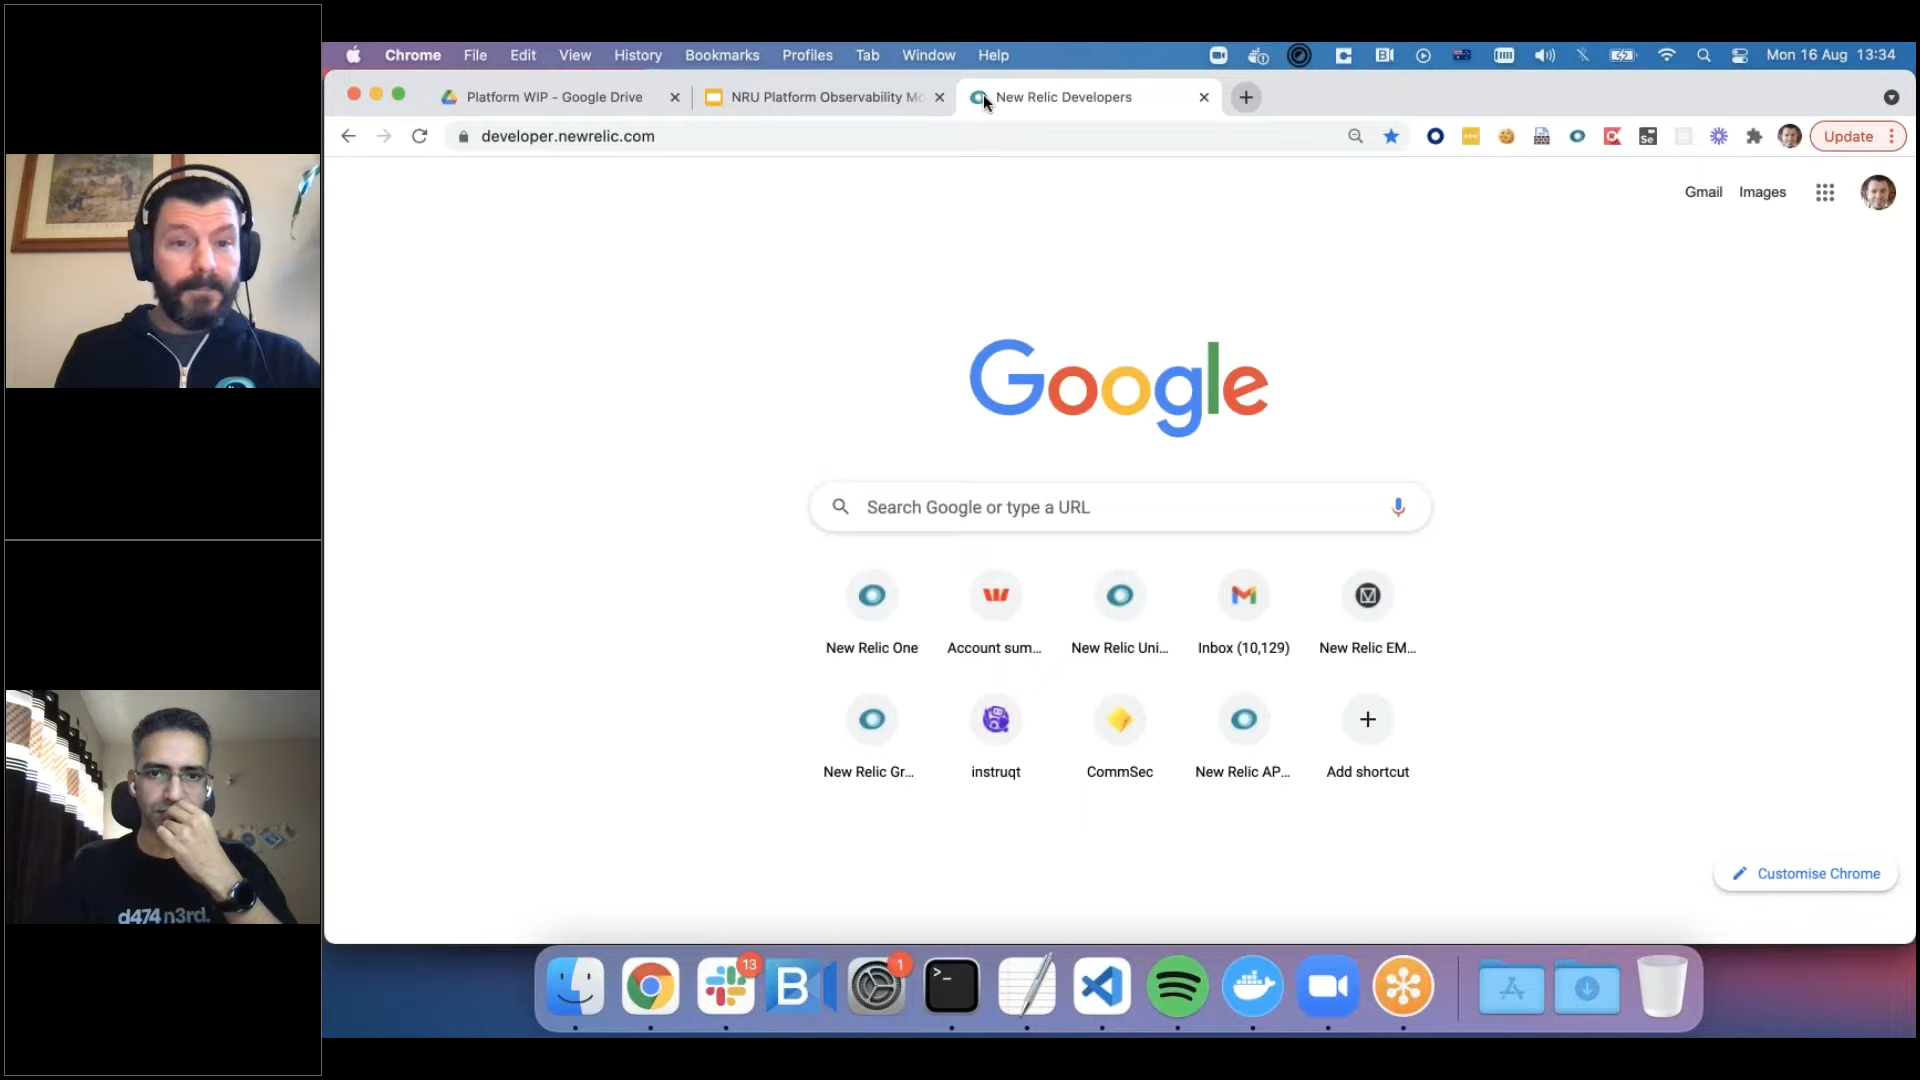 Chrome File Edit View History Bookmarks Profiles Tab Window Help
Mon 16 Aug 13:34
Platform WIP - Google Drive
NRU Platform Observability Mo
New Relic Developers
developer.newrelic.com
Update
Gmail Images
Google
Search Google or type a URL
New Relic One
Account sum...
New Relic Uni...
Inbox (10,129)
New Relic EM...
New Relic Gr...
instruqt
CommSec
New Relic AP...
Add shortcut
Customise Chrome
13
B
1
d474 n3rd.